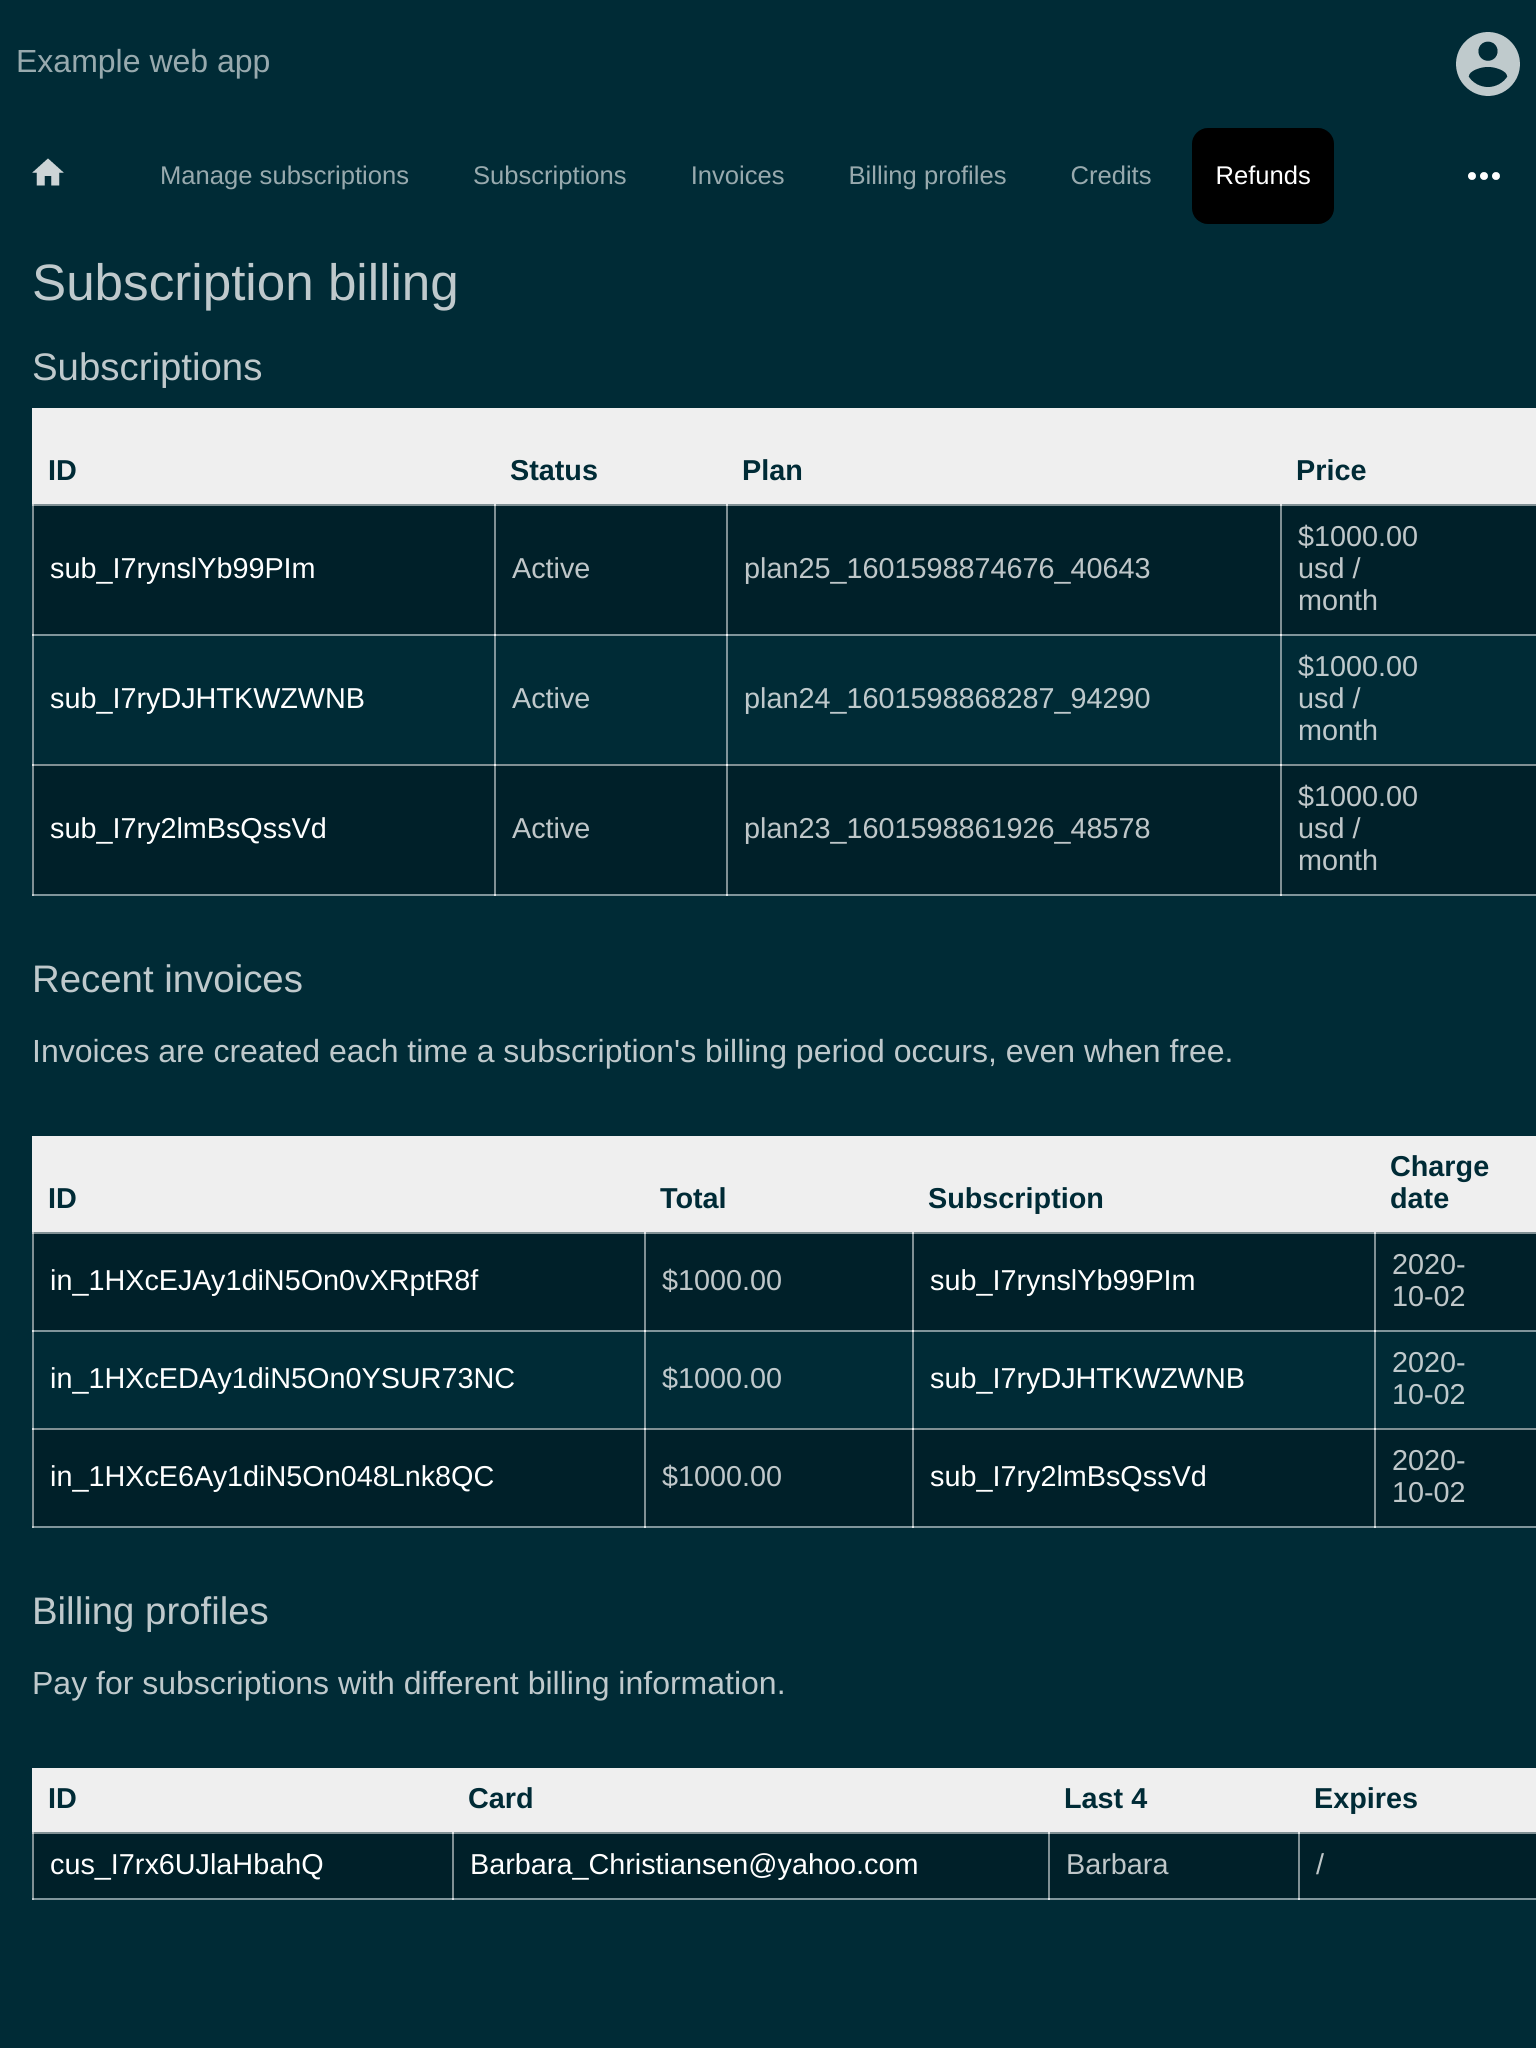 Example web app
Manage subscriptions Subscriptions Invoices Billing profiles Credits Refunds
Subscription billing
Subscriptions
ID Status Plan Price
sub_I7rynslYb99PIm Active plan25_1601598874676_40643 $1000.00
usd /
month
sub_I7ryDJHTKWZWNB Active plan24_1601598868287_94290 $1000.00
usd /
month
sub_I7ry2lmBsQssVd Active plan23_1601598861926_48578 $1000.00
usd /
month
Recent invoices
Invoices are created each time a subscription's billing period occurs, even when free.
ID Total Subscription Charge
date
in_1HXcEJAy1diN5On0vXRptR8f $1000.00 sub_I7rynslYb99PIm 2020-
10-02
in_1HXcEDAy1diN5On0YSUR73NC $1000.00 sub_I7ryDJHTKWZWNB 2020-
10-02
in_1HXcE6Ay1diN5On048Lnk8QC $1000.00 sub_I7ry2lmBsQssVd 2020-
10-02
Billing profiles
Pay for subscriptions with different billing information.
ID Card Last 4 Expires
cus_I7rx6UJlaHbahQ Barbara_Christiansen@yahoo.com Barbara /